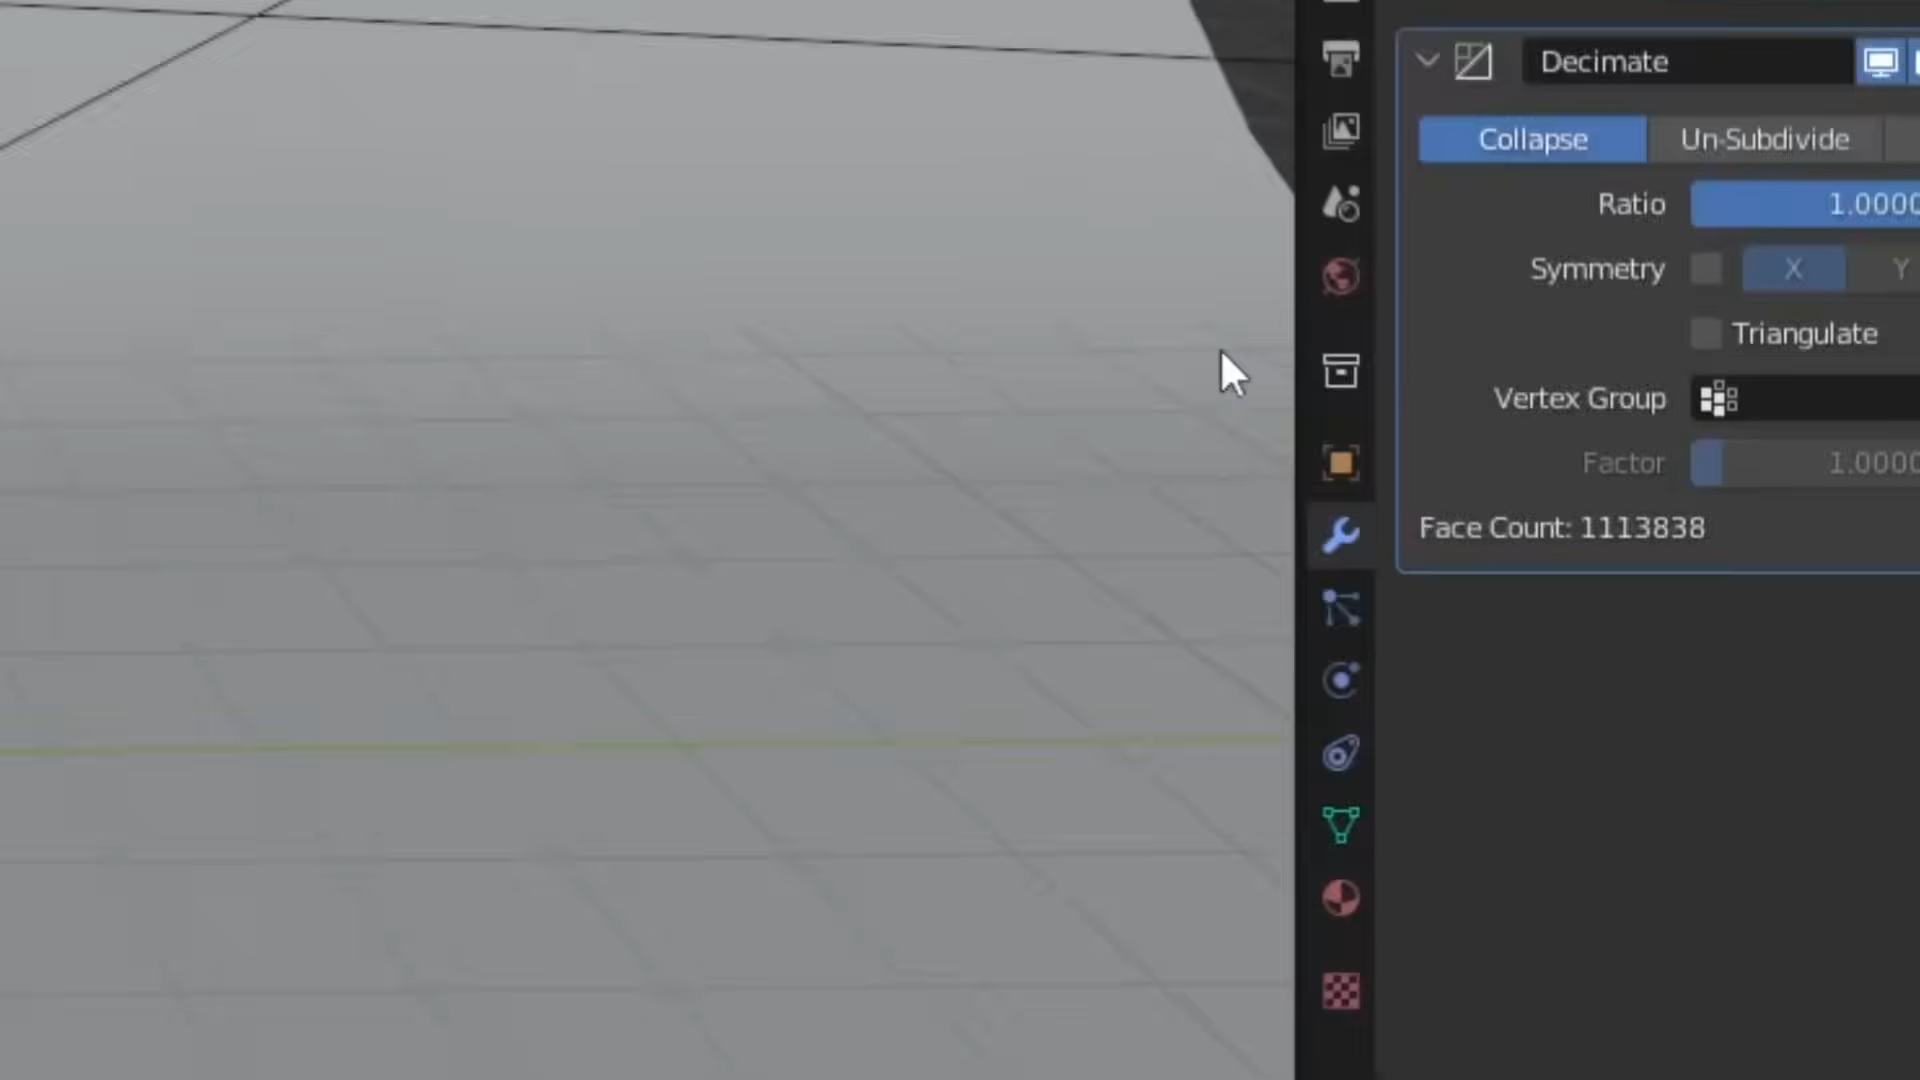 Decimate
Collapse Un-Subdivide
Ratio 1.0000
Symmetry X Y
Triangulate
Vertex Group
Factor 1.0000
Face Count: 1113838